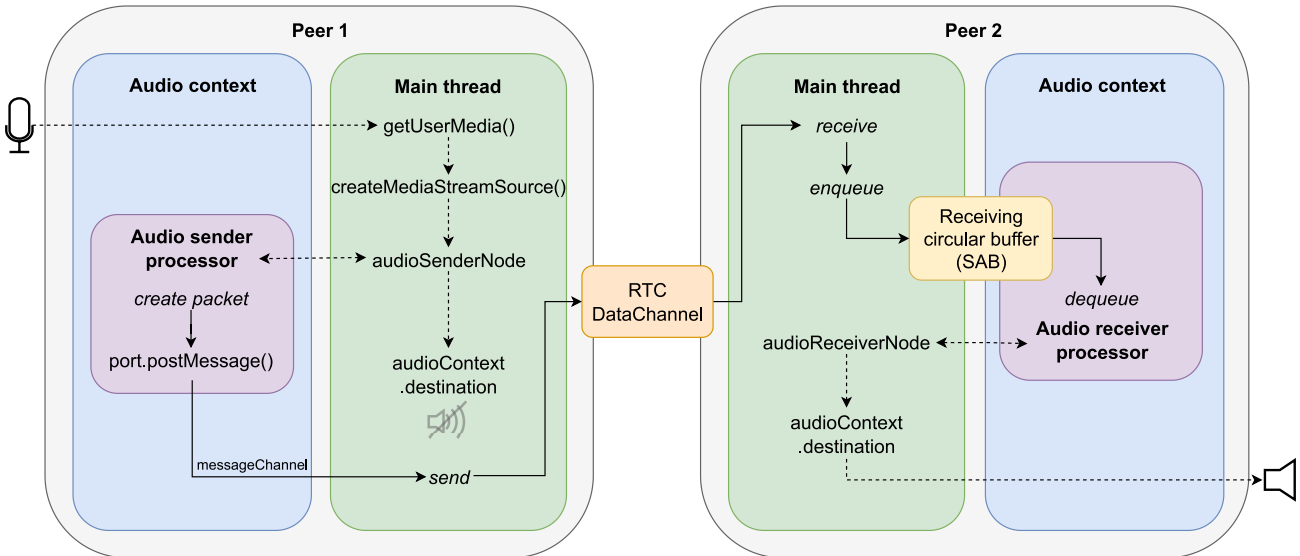 Peer 1
Audio context
Main thread
getUserMedia()
createMediaStreamSource()
Audio sender
processor
audioSenderNode
create packet
port.postMessage()
audioContext
.destination
messageChannel
send
RTC
DataChannel
Peer 2
Main thread
Audio context
receive
enqueue
Receiving
circular buffer
(SAB)
dequeue
Audio receiver
processor
audioReceiverNode
audioContext
.destination